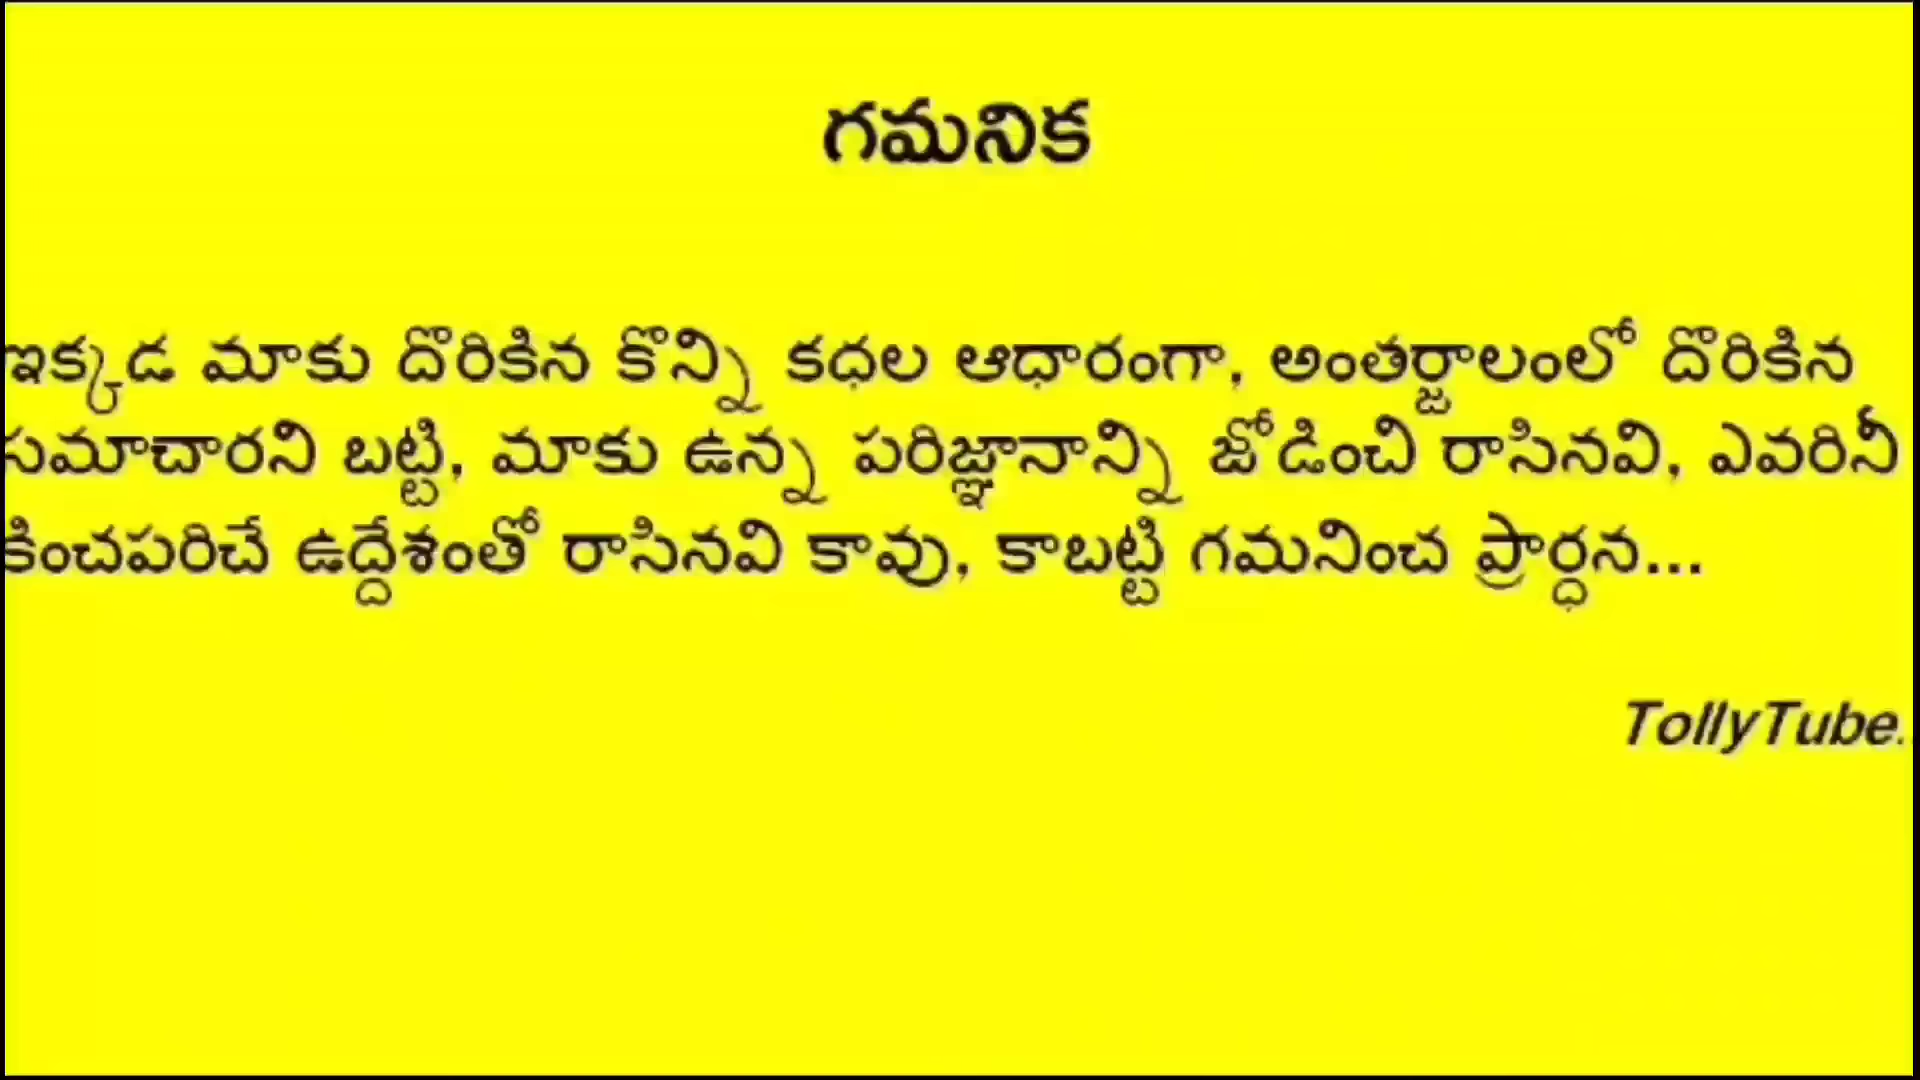 గమనిక
ఇక్కడ మాకు దొరికిన కొన్ని కధల ఆధారంగా, అంతర్జాలంలో దొరికిన
సమాచారని బట్టి, మాకు ఉన్న పరిజ్ఞానాన్ని జోడించి రాసినవి, ఎవరినీ
కించపరిచే ఉద్దేశంతో రాసినవి కావు, కాబట్టి గమనించ ప్రార్ధన...
TollyTube.